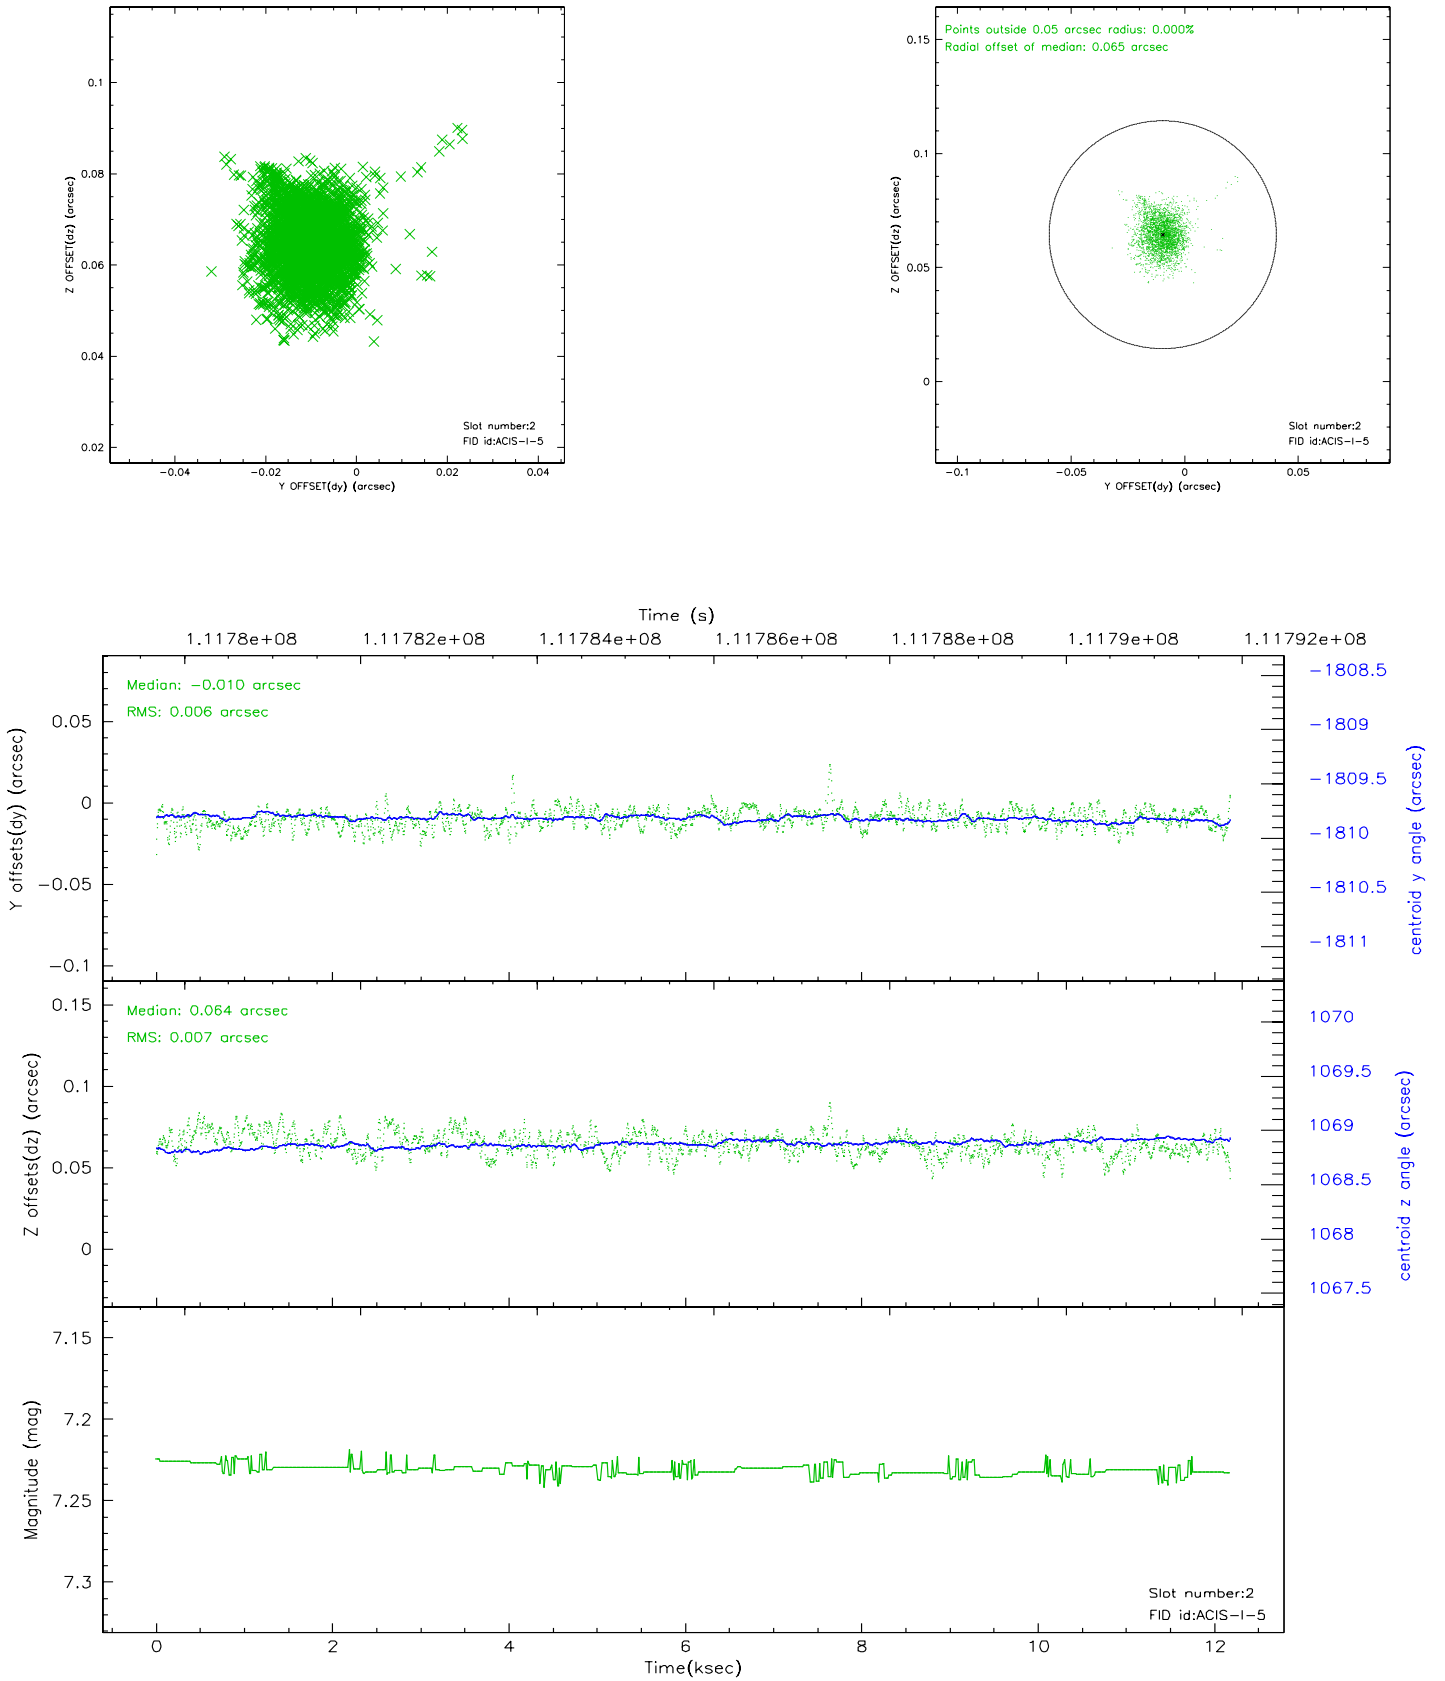 0.1
0.08
0.06
0.04
0.02
Z OFFSET(dz) (arcsec)
Slot number:2
FID id:ACIS-I-5
-0.04 -0.02 0 0.02 0.04
Y OFFSET(dy) (arcsec)
Points outside 0.05 arcsec radius: 0.000%
Radial offset of median: 0.065 arcsec
0.15
0.1
0.05
0
Z OFFSET(dz) (arcsec)
Slot number:2
FID id:ACIS-I-5
-0.1 -0.05 0 0.05
Y OFFSET(dy) (arcsec)
Time (s)
1.1178e+08 1.11782e+08 1.11784e+08 1.11786e+08 1.11788e+08 1.1179e+08 1.11792e+08
Median: -0.010 arcsec
RMS: 0.006 arcsec
0.05
0
-0.05
-0.1
Y offsets(dy) (arcsec)
-1808.5
-1809
-1809.5
-1810
-1810.5
-1811
centroid y angle (arcsec)
Median: 0.064 arcsec
RMS: 0.007 arcsec
0.15
0.1
0.05
0
Z offsets(dz) (arcsec)
1070
1069.5
1069
1068.5
1068
1067.5
centroid z angle (arcsec)
7.15
7.2
7.25
7.3
Magnitude (mag)
Slot number:2
FID id:ACIS-I-5
0 2 4 6 8 10 12
Time(ksec)